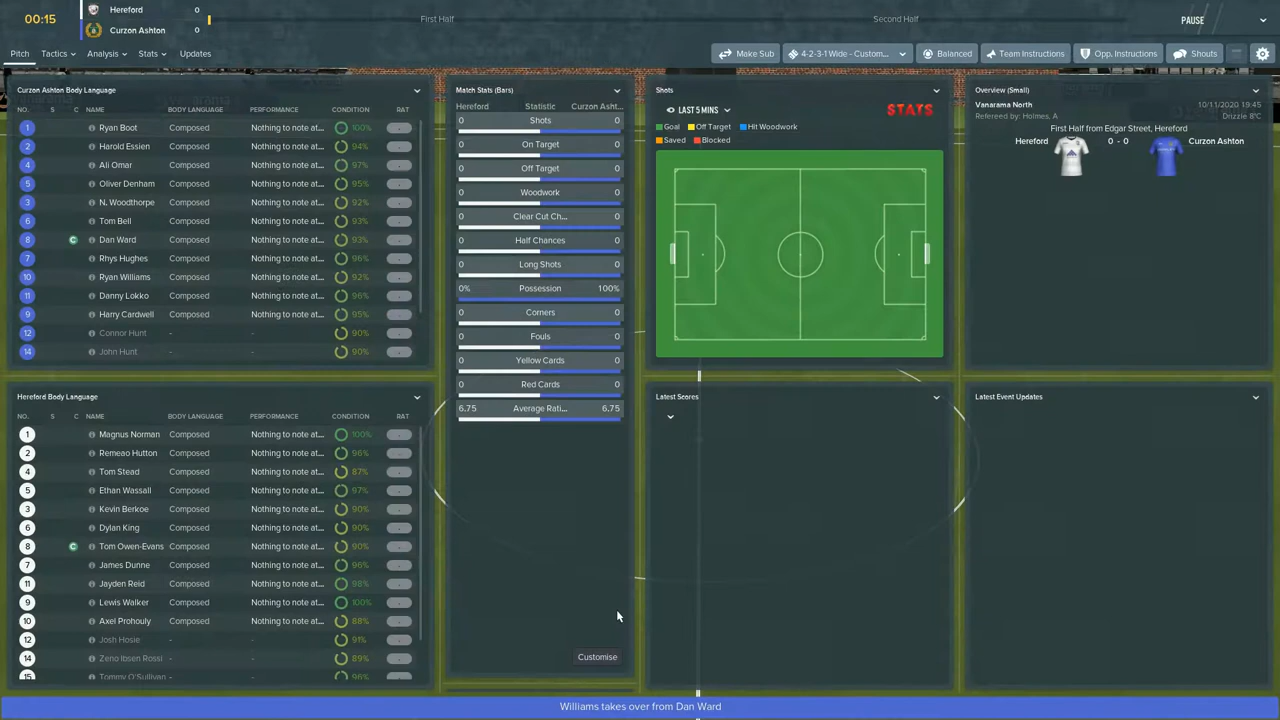 00:15
Hereford 0
Curzon Ashton 0
First Half
Second Half
PAUSE
Pitch Tactics Analysis Stats Updates
Make Sub 4-2-3-1 Wide - Custom... Balanced Team Instructions Opp. Instructions Shouts
Curzon Ashton Body Language
NO. S C NAME BODY LANGUAGE PERFORMANCE CONDITION RAT
1 Ryan Boot Composed Nothing to note at... 100% -
2 Harold Essien Composed Nothing to note at... 94% -
4 Ali Omar Composed Nothing to note at... 97% -
5 Oliver Denham Composed Nothing to note at... 95% -
3 N. Woodthorpe Composed Nothing to note at... 92% -
6 Tom Bell Composed Nothing to note at... 93% -
8 C Dan Ward Composed Nothing to note at... 93% -
7 Rhys Hughes Composed Nothing to note at... 96% -
10 Ryan Williams Composed Nothing to note at... 92% -
11 Danny Lokko Composed Nothing to note at... 96% -
9 Harry Cardwell Composed Nothing to note at... 95% -
12 Connor Hunt - - 90% -
14 John Hunt - - 90% -
Hereford Body Language
NO. S C NAME BODY LANGUAGE PERFORMANCE CONDITION RAT
1 Magnus Norman Composed Nothing to note at... 100% -
2 Remeao Hutton Composed Nothing to note at... 96% -
4 Tom Stead Composed Nothing to note at... 87% -
5 Ethan Wassall Composed Nothing to note at... 97% -
3 Kevin Berkoe Composed Nothing to note at... 90% -
6 Dylan King Composed Nothing to note at... 90% -
8 C Tom Owen-Evans Composed Nothing to note at... 90% -
7 James Dunne Composed Nothing to note at... 96% -
11 Jayden Reid Composed Nothing to note at... 98% -
9 Lewis Walker Composed Nothing to note at... 100% -
10 Axel Prohouly Composed Nothing to note at... 88% -
12 Josh Hosie - - 91% -
14 Zeno Ibsen Rossi - - 89% -
15 Tommy O'Sullivan - - 96% -
Match Stats (Bars)
Hereford Statistic Curzon Asht...
0 Shots 0
0 On Target 0
0 Off Target 0
0 Woodwork 0
0 Clear Cut Ch... 0
0 Half Chances 0
0 Long Shots 0
0% Possession 100%
0 Corners 0
0 Fouls 0
0 Yellow Cards 0
0 Red Cards 0
6.75 Average Rati... 6.75
Customise
Shots
LAST 5 MINS STATS
Goal Off Target Hit Woodwork
Saved Blocked
Latest Scores
Overview (Small)
Vanarama North 10/11/2020 19:45
Refereed by: Holmes, A Drizzle 8°C
First Half from Edgar Street, Hereford
Hereford 0 - 0 Curzon Ashton
Latest Event Updates
Williams takes over from Dan Ward